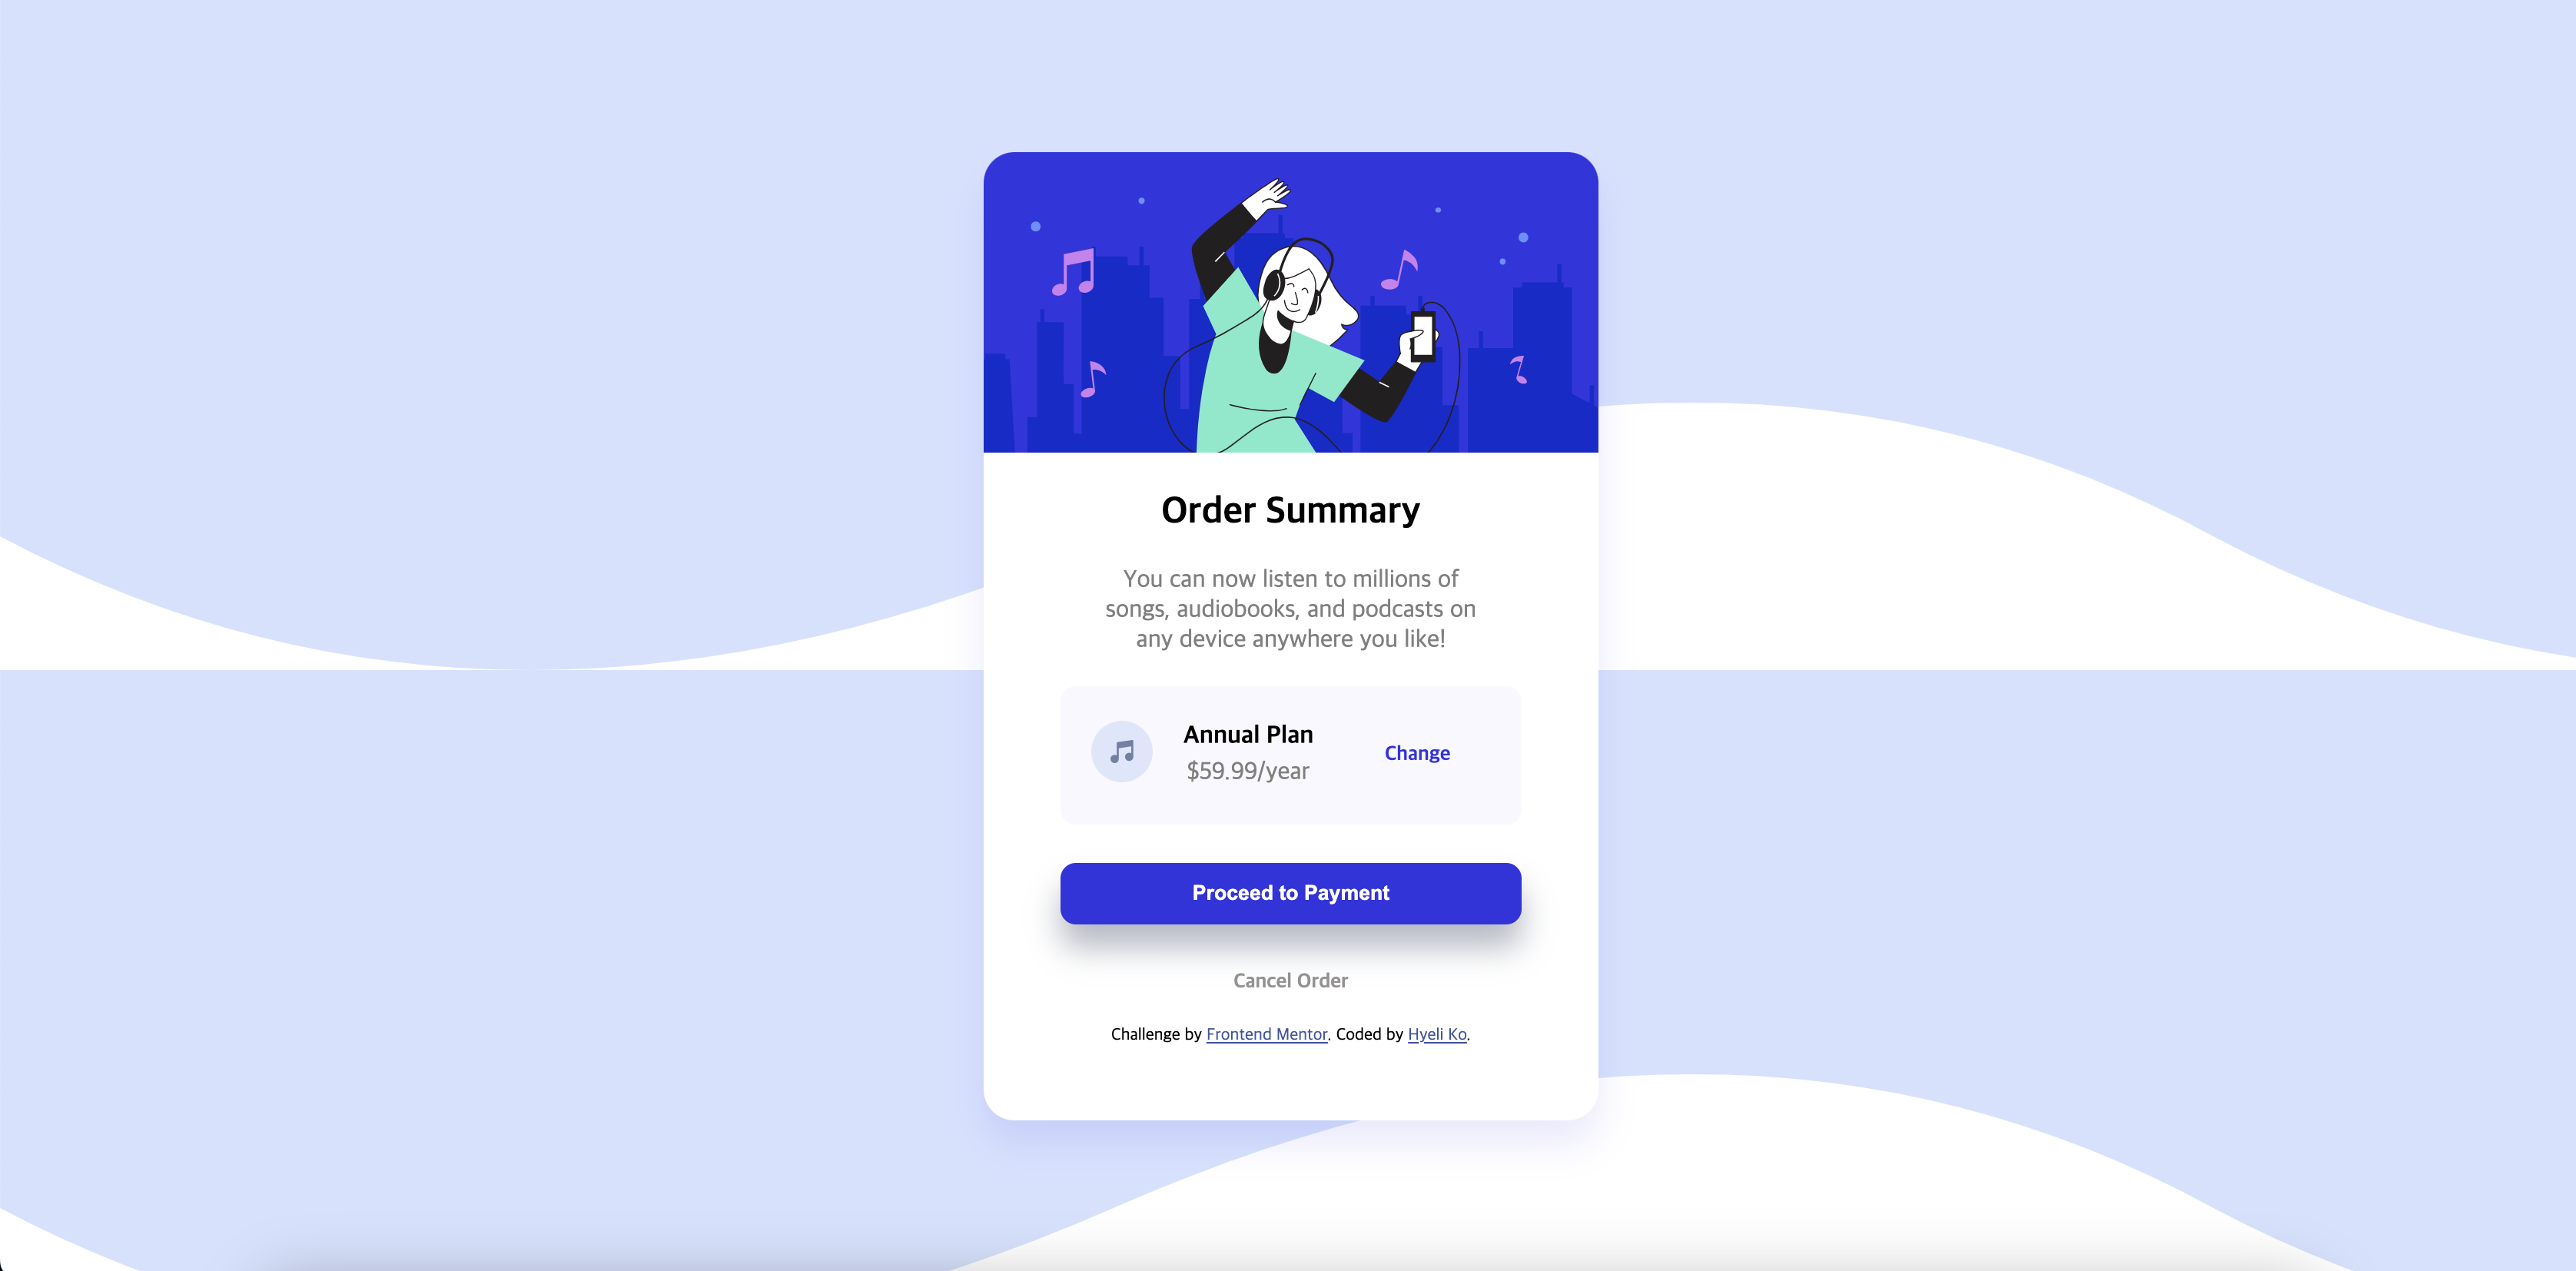 Order Summary
You can now listen to millions of
songs, audiobooks, and podcasts on
any device anywhere you like!
Annual Plan
$59.99/year
Change
Proceed to Payment
Cancel Order
Challenge by Frontend Mentor. Coded by Hyeli Ko.